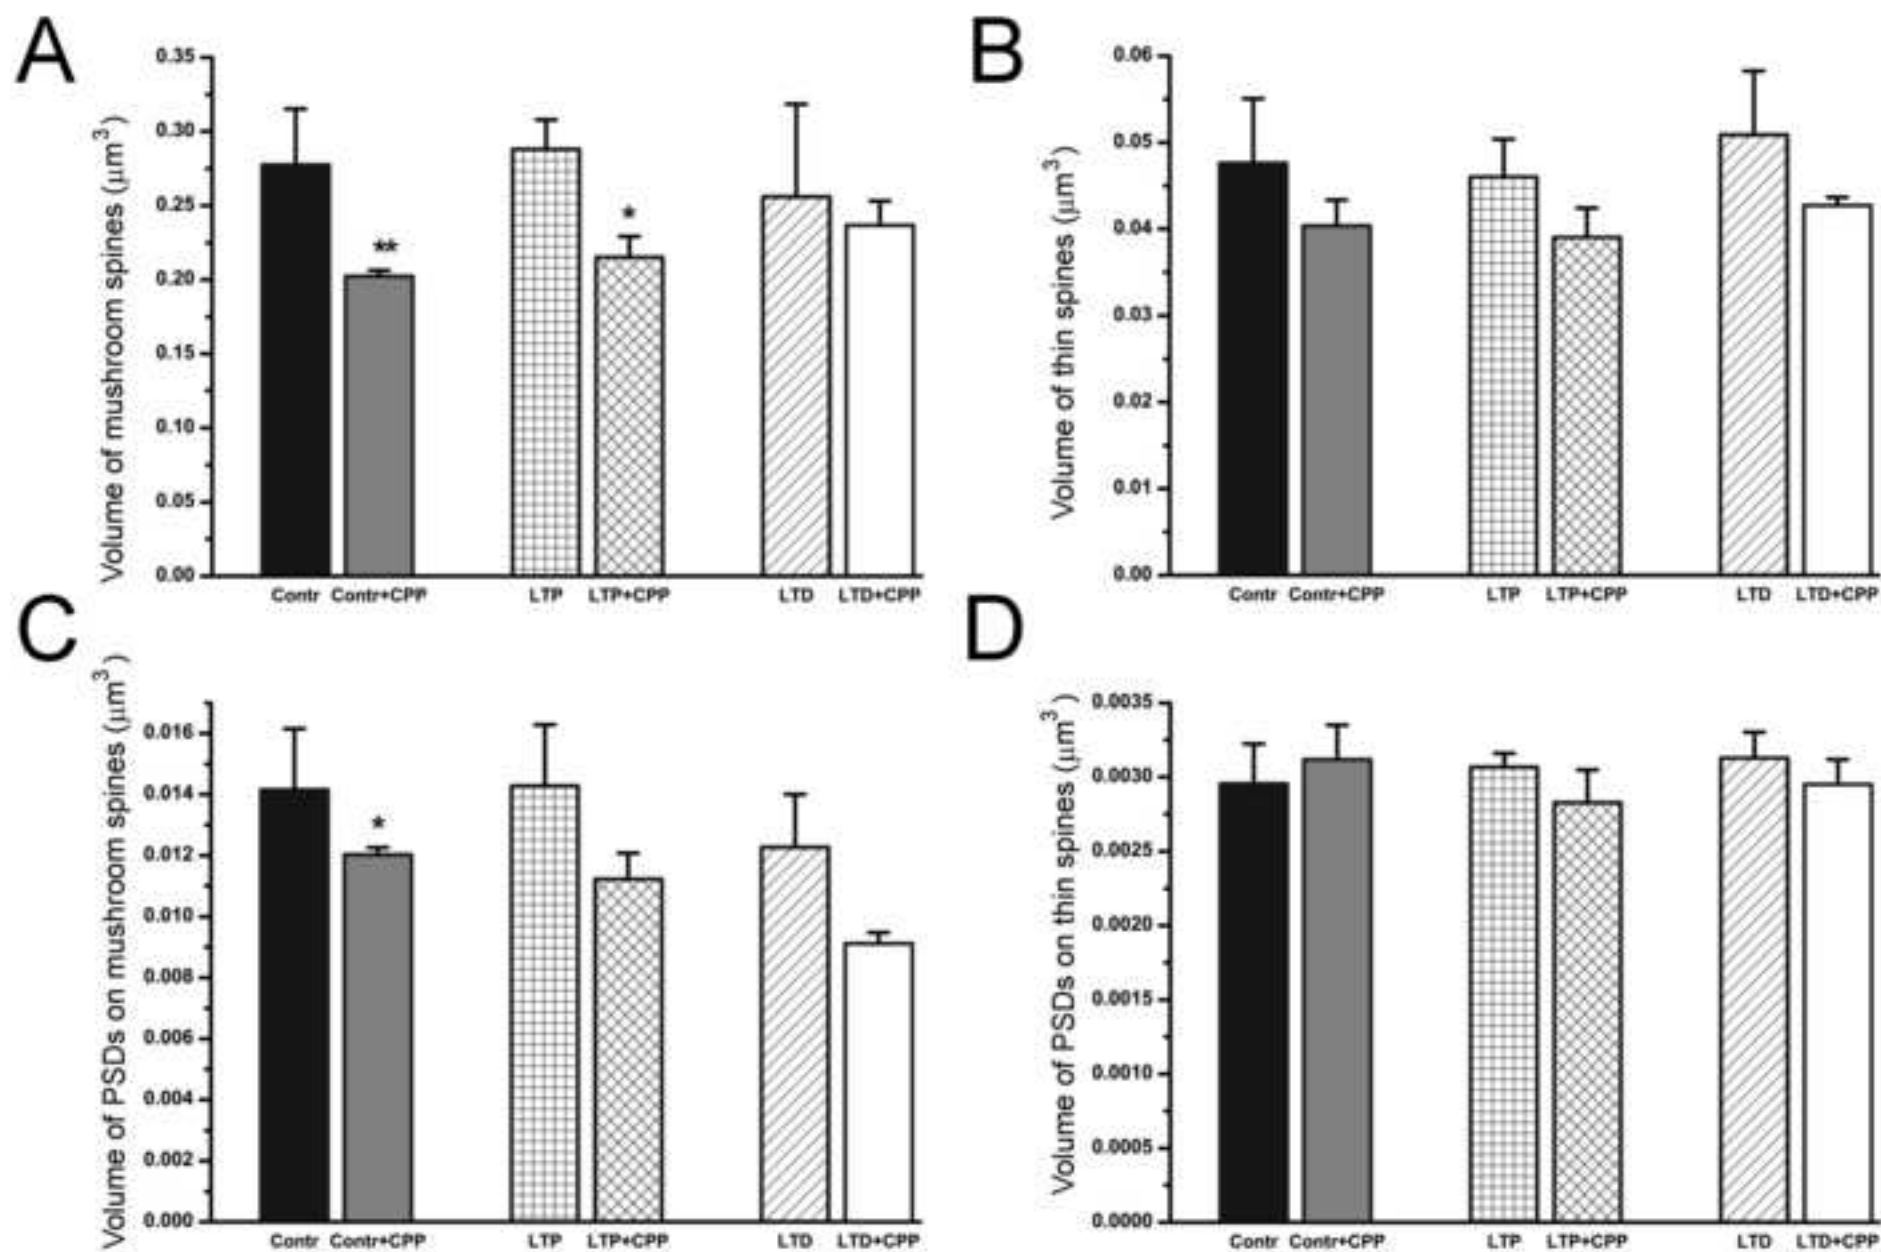 A
Volume of mushroom spines (μm³)
0.35
0.30
0.25
0.20
0.15
0.10
0.05
0.00
**
*
Contr Contr+CPP LTP LTP+CPP LTD LTD+CPP
B
Volume of thin spines (μm³)
0.06
0.05
0.04
0.03
0.02
0.01
0.00
Contr Contr+CPP LTP LTP+CPP LTD LTD+CPP
C
Volume of PSDs on mushroom spines (μm³)
0.016
0.014
0.012
0.010
0.008
0.006
0.004
0.002
0.000
*
Contr Contr+CPP LTP LTP+CPP LTD LTD+CPP
D
Volume of PSDs on thin spines (μm³)
0.0035
0.0030
0.0025
0.0020
0.0015
0.0010
0.0005
0.0000
Contr Contr+CPP LTP LTP+CPP LTD LTD+CPP